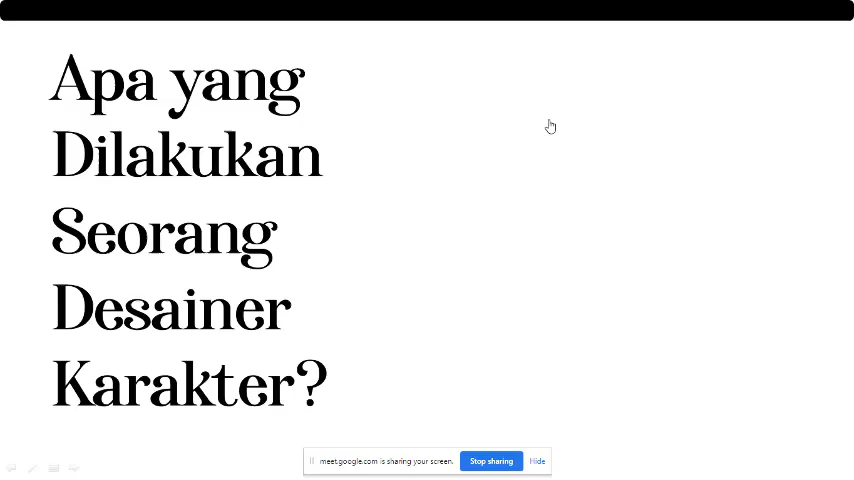 Apa yang
Dilakukan
Seorang
Desainer
Karakter?
meet.google.com is sharing your screen. Stop sharing Hide